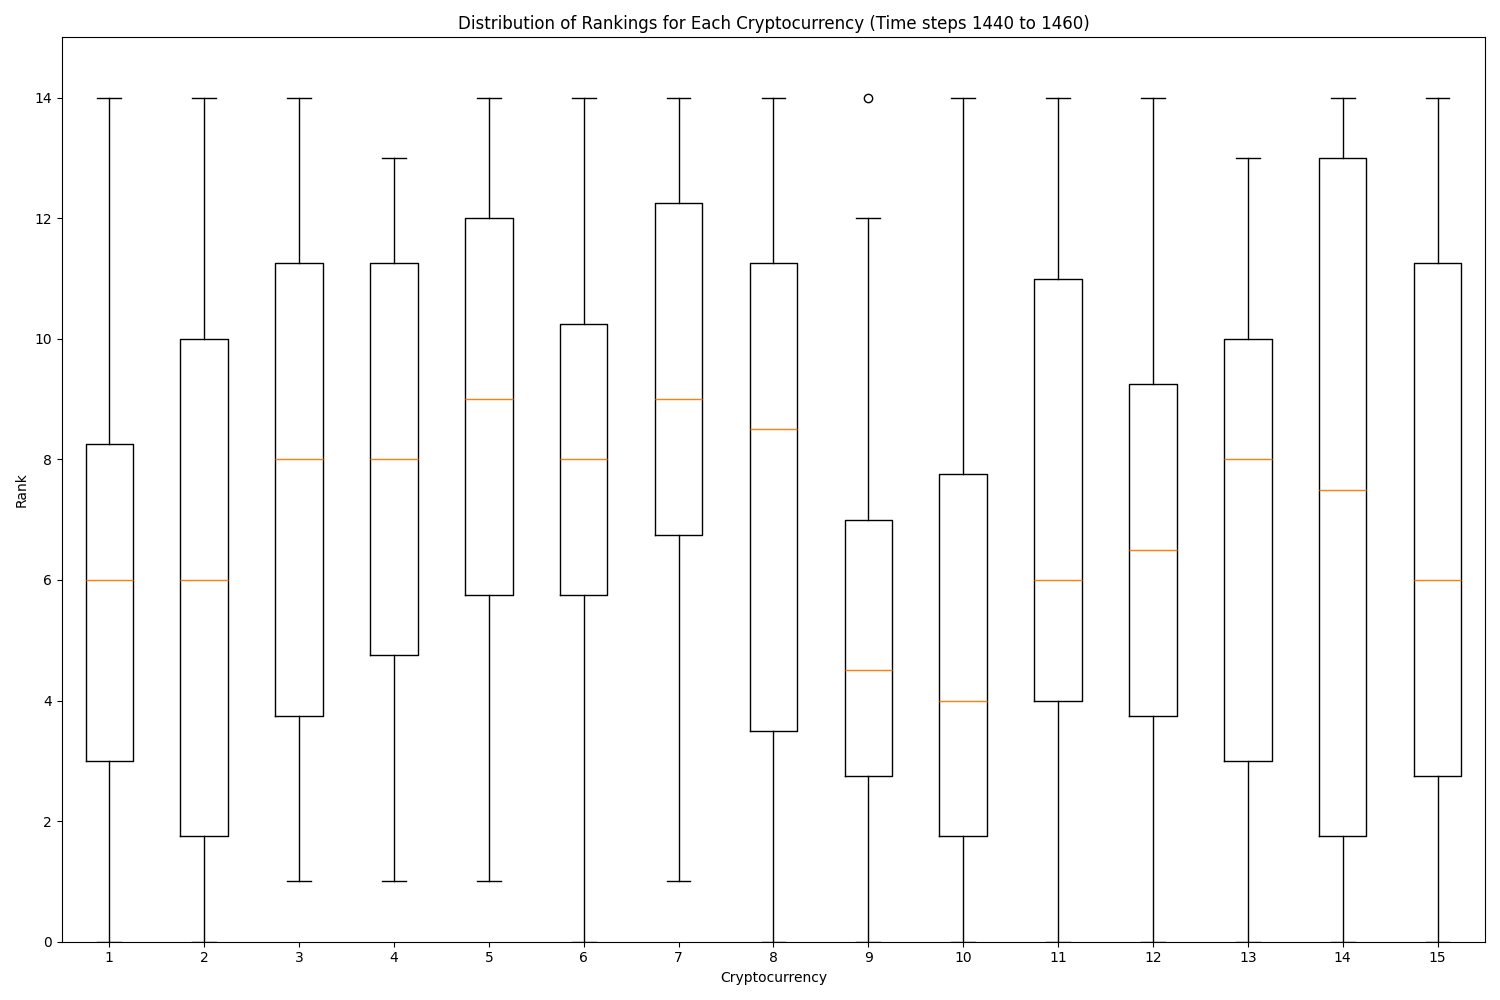 Distribution of Rankings for Each Cryptocurrency (Time steps 1440 to 1460)
14
12
10
8
6
4
2
0
Rank
1 2 3 4 5 6 7 8 9 10 11 12 13 14 15
Cryptocurrency